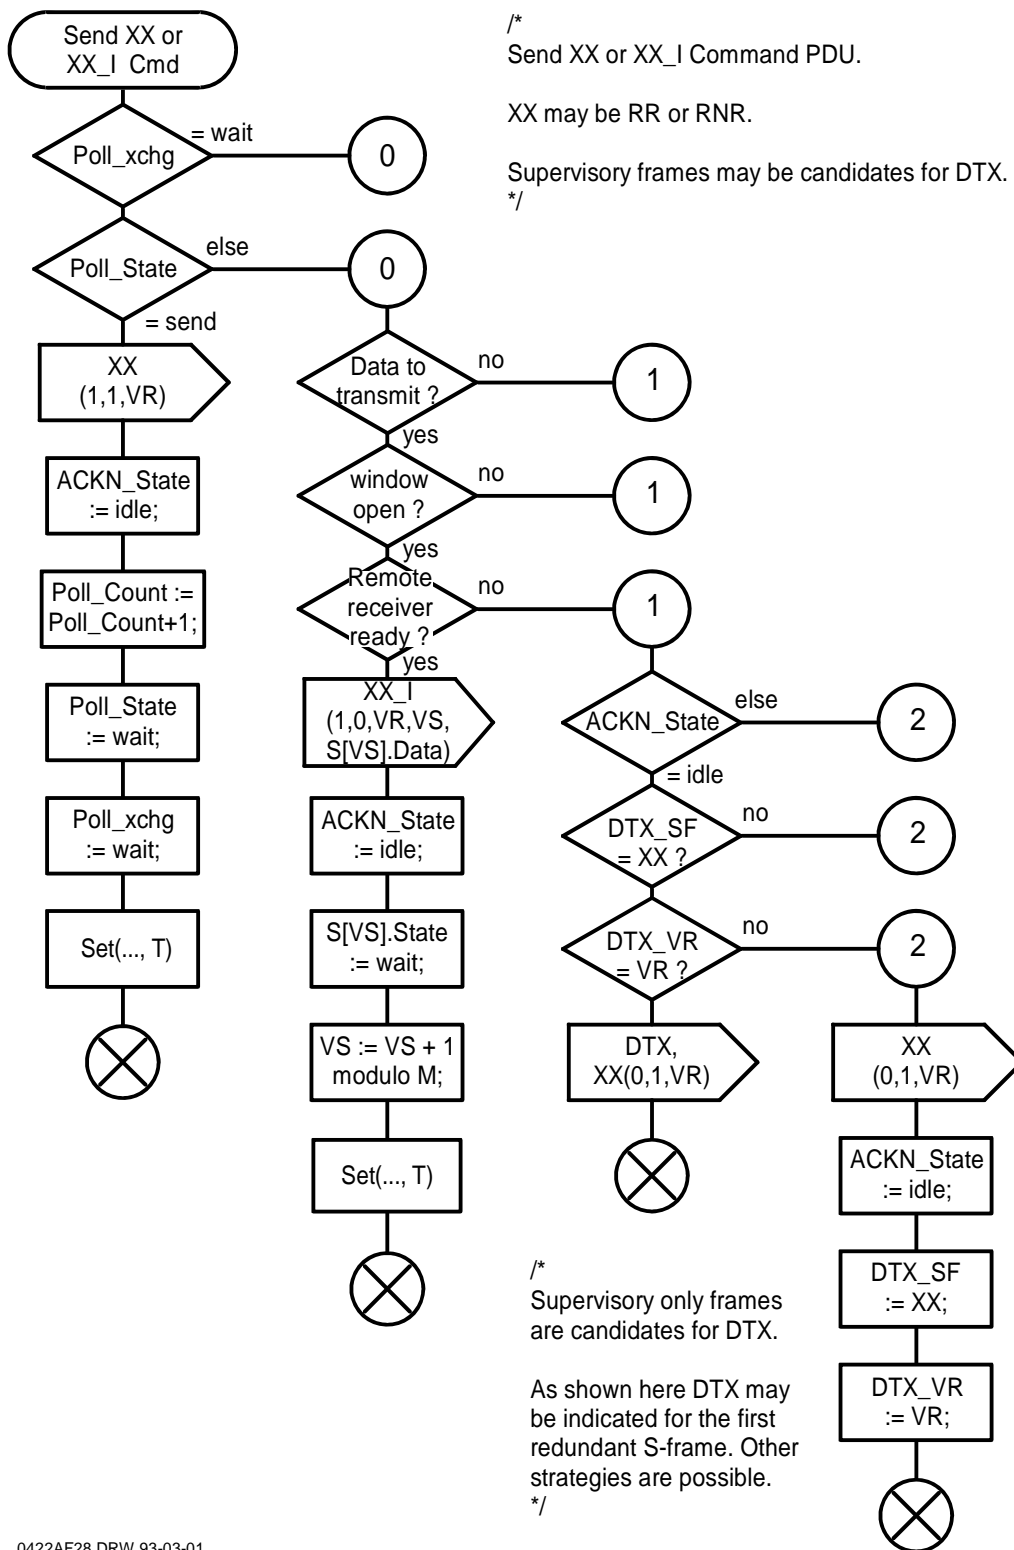 Send XX or
XX_I Cmd
/*
Send XX or XX_I Command PDU.
XX may be RR or RNR.
Supervisory frames may be candidates for DTX.
*/
Poll_xchg
= wait
0
Poll_State
else
0
= send
XX
(1,1,VR)
ACKN_State
:= idle;
Poll_Count :=
Poll_Count+1;
Poll_State
:= wait;
Poll_xchg
:= wait;
Set(..., T)
Data to
transmit ?
no
1
yes
window
open ?
no
1
yes
Remote
receiver
ready ?
no
1
yes
XX_I
(1,0,VR,VS,
S[VS].Data)
ACKN_State
:= idle;
S[VS].State
:= wait;
VS := VS + 1
modulo M;
Set(..., T)
ACKN_State
else
2
= idle
DTX_SF
= XX ?
no
2
DTX_VR
= VR ?
no
2
DTX,
XX(0,1,VR)
XX
(0,1,VR)
ACKN_State
:= idle;
DTX_SF
:= XX;
DTX_VR
:= VR;
/*
Supervisory only frames
are candidates for DTX.
As shown here DTX may
be indicated for the first
redundant S-frame. Other
strategies are possible.
*/
0422AF28.DRW 93-03-01